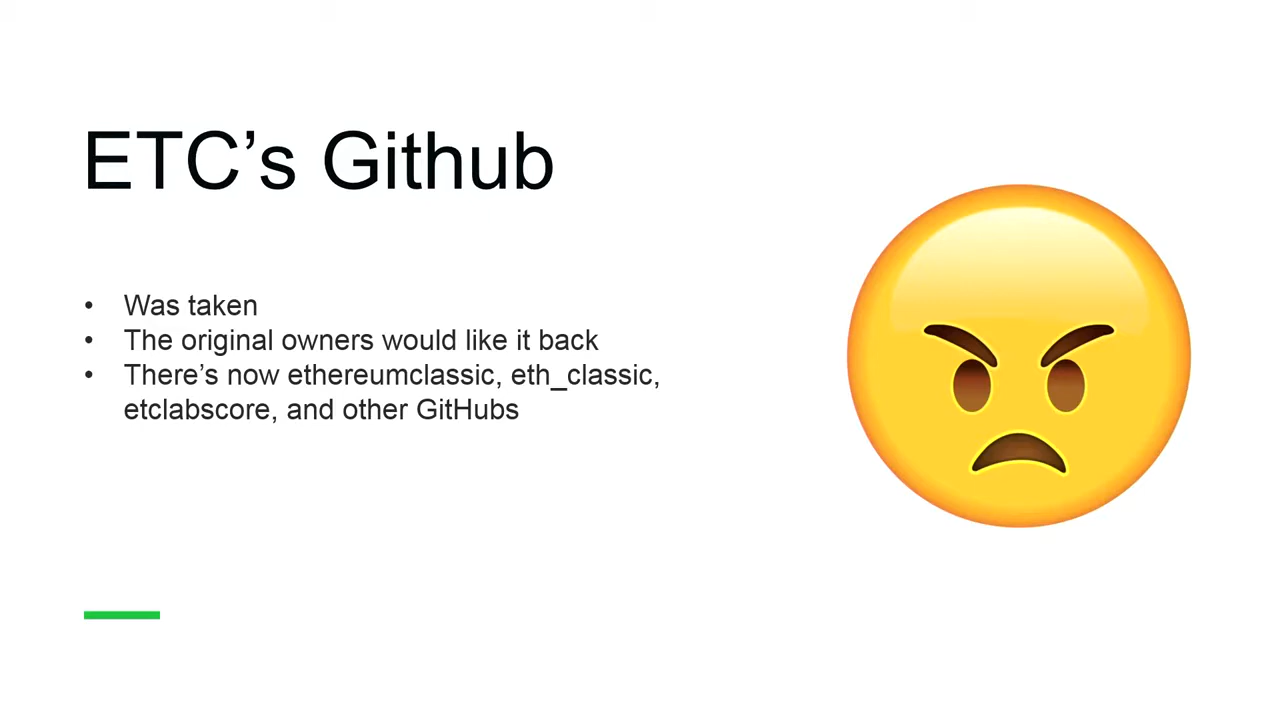 ETC’s Github
• Was taken
• The original owners would like it back
• There’s now ethereumclassic, eth_classic,
etclabscore, and other GitHubs